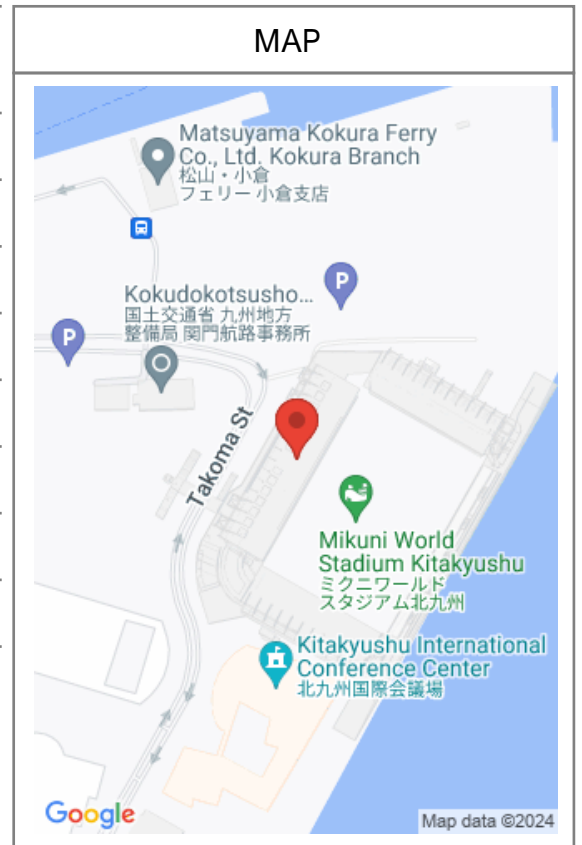 MAP
Matsuyama Kokura Ferry
Co., Ltd. Kokura Branch
松山・小倉
フェリー 小倉支店
P
Kokudokotsusho...
国土交通省 九州地方
整備局 関門航路事務所
P
Takoma St
Mikuni World
Stadium Kitakyushu
ミクニワールド
スタジアム北九州
Kitakyushu International
Conference Center
北九州国際会議場
Google
Map data ©2024